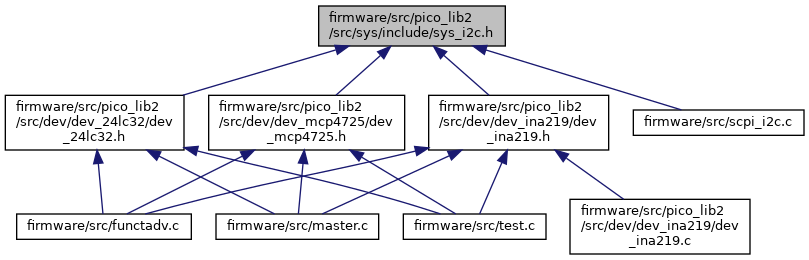 firmware/src/pico_lib2
/src/sys/include/sys_i2c.h
firmware/src/pico_lib2
/src/dev/dev_24lc32/dev
_24lc32.h
firmware/src/pico_lib2
/src/dev/dev_mcp4725/dev
_mcp4725.h
firmware/src/pico_lib2
/src/dev/dev_ina219/dev
_ina219.h
firmware/src/scpi_i2c.c
firmware/src/functadv.c
firmware/src/master.c
firmware/src/test.c
firmware/src/pico_lib2
/src/dev/dev_ina219/dev
_ina219.c